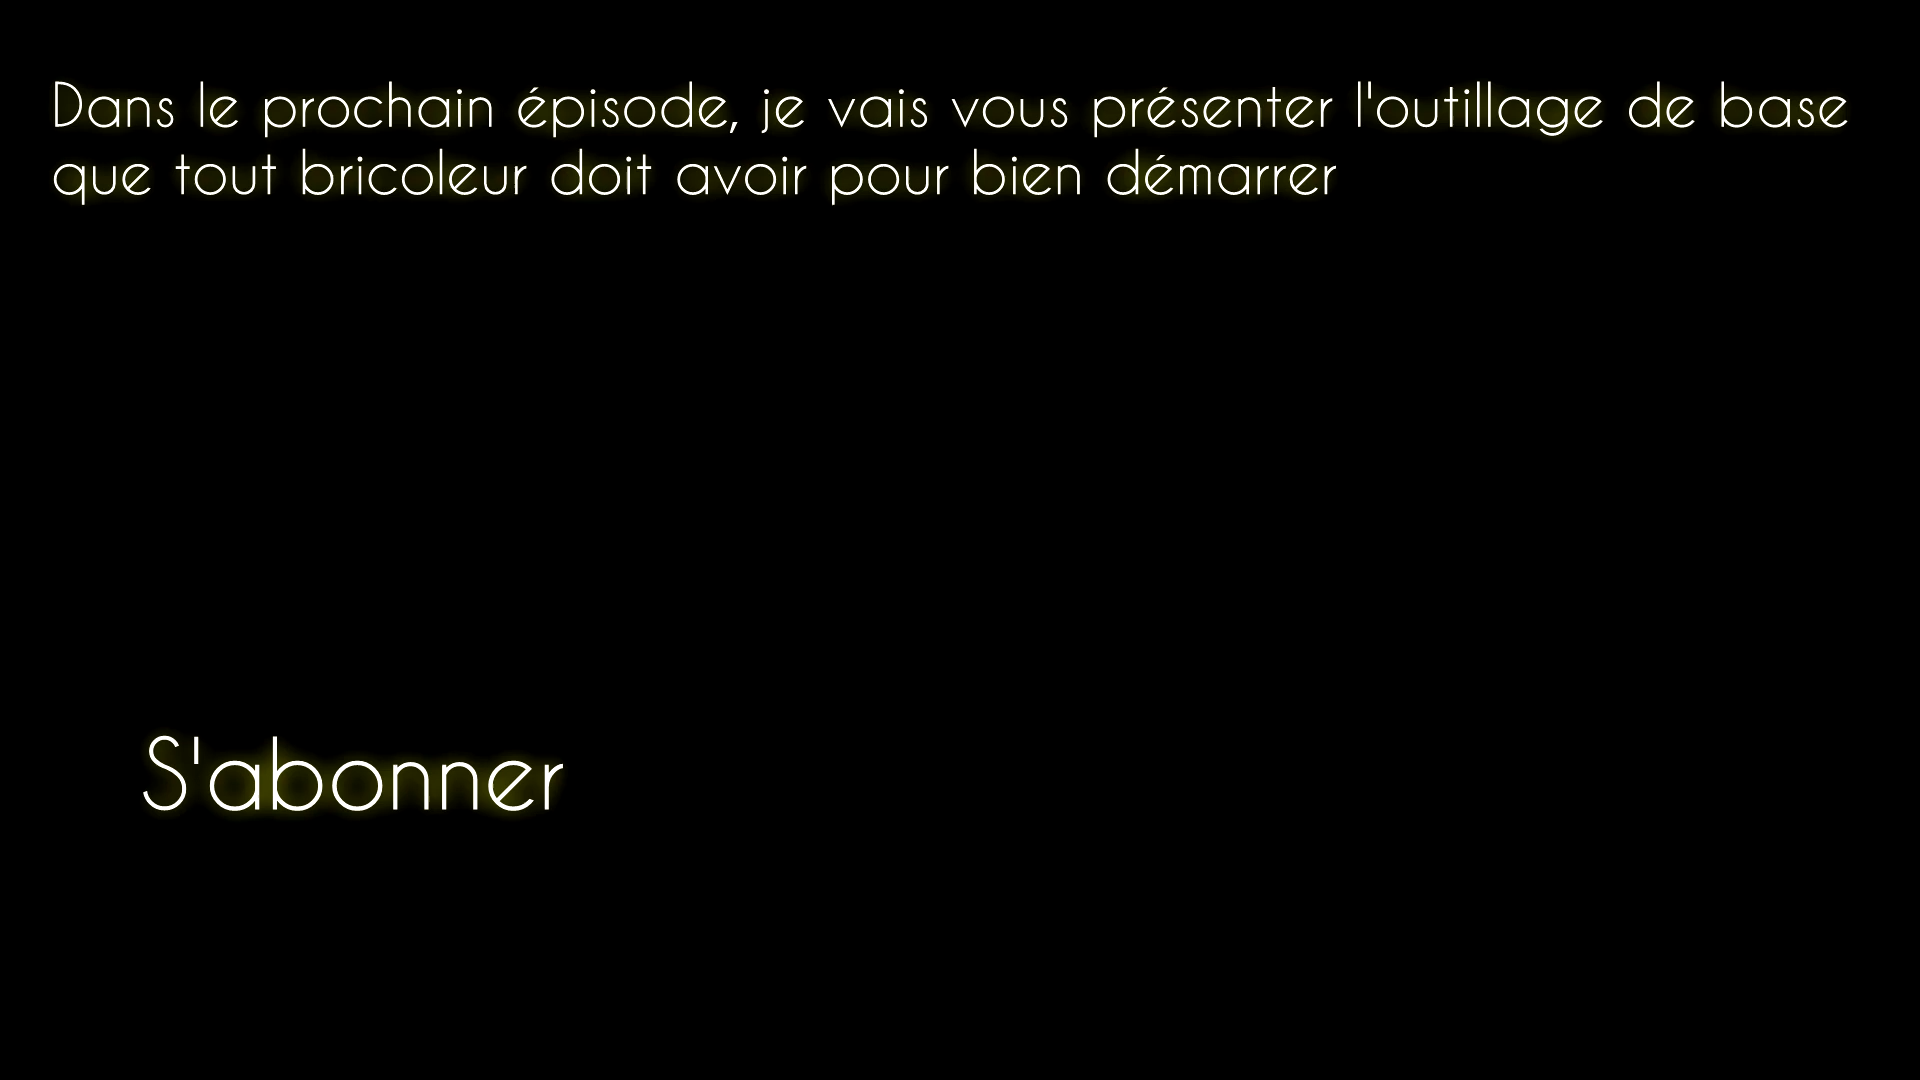 Dans le prochain épisode, je vais vous présenter l'outillage de base
que tout bricoleur doit avoir pour bien démarrer
S'abonner